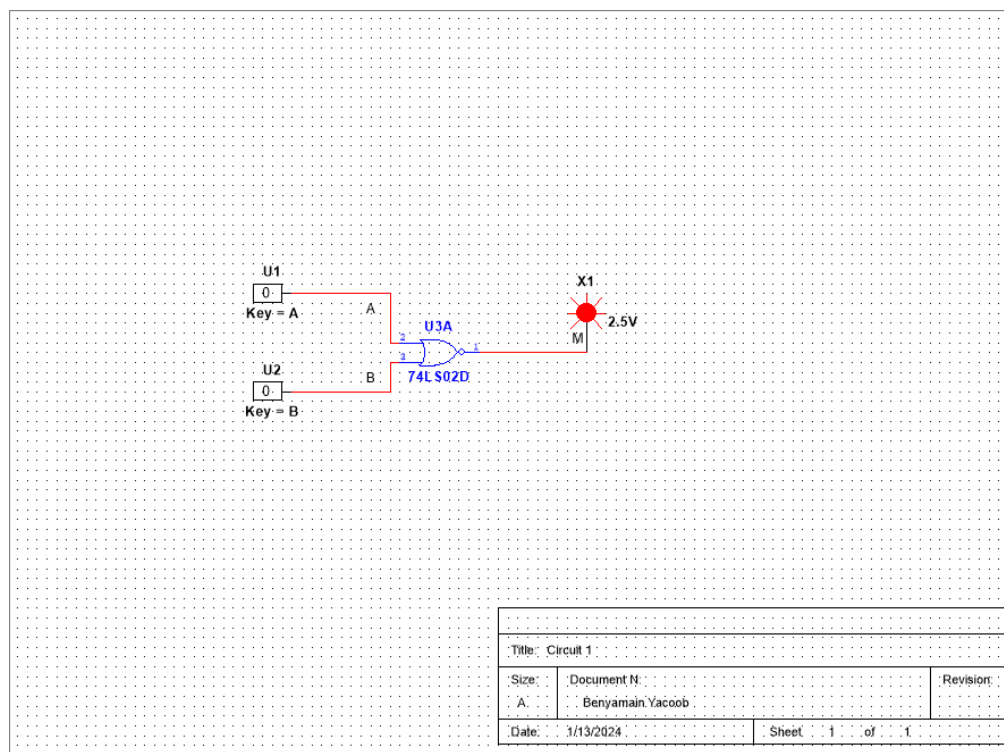 U1
0
Key = A
A
U2
0
Key = B
B
2
3
U3A
1
74LS02D
X1
2.5V
M
Title: Circuit 1
Size:
A
Document N:
Benyamain Yacoob
Revision:
Date: 1/13/2024
Sheet 1 of 1